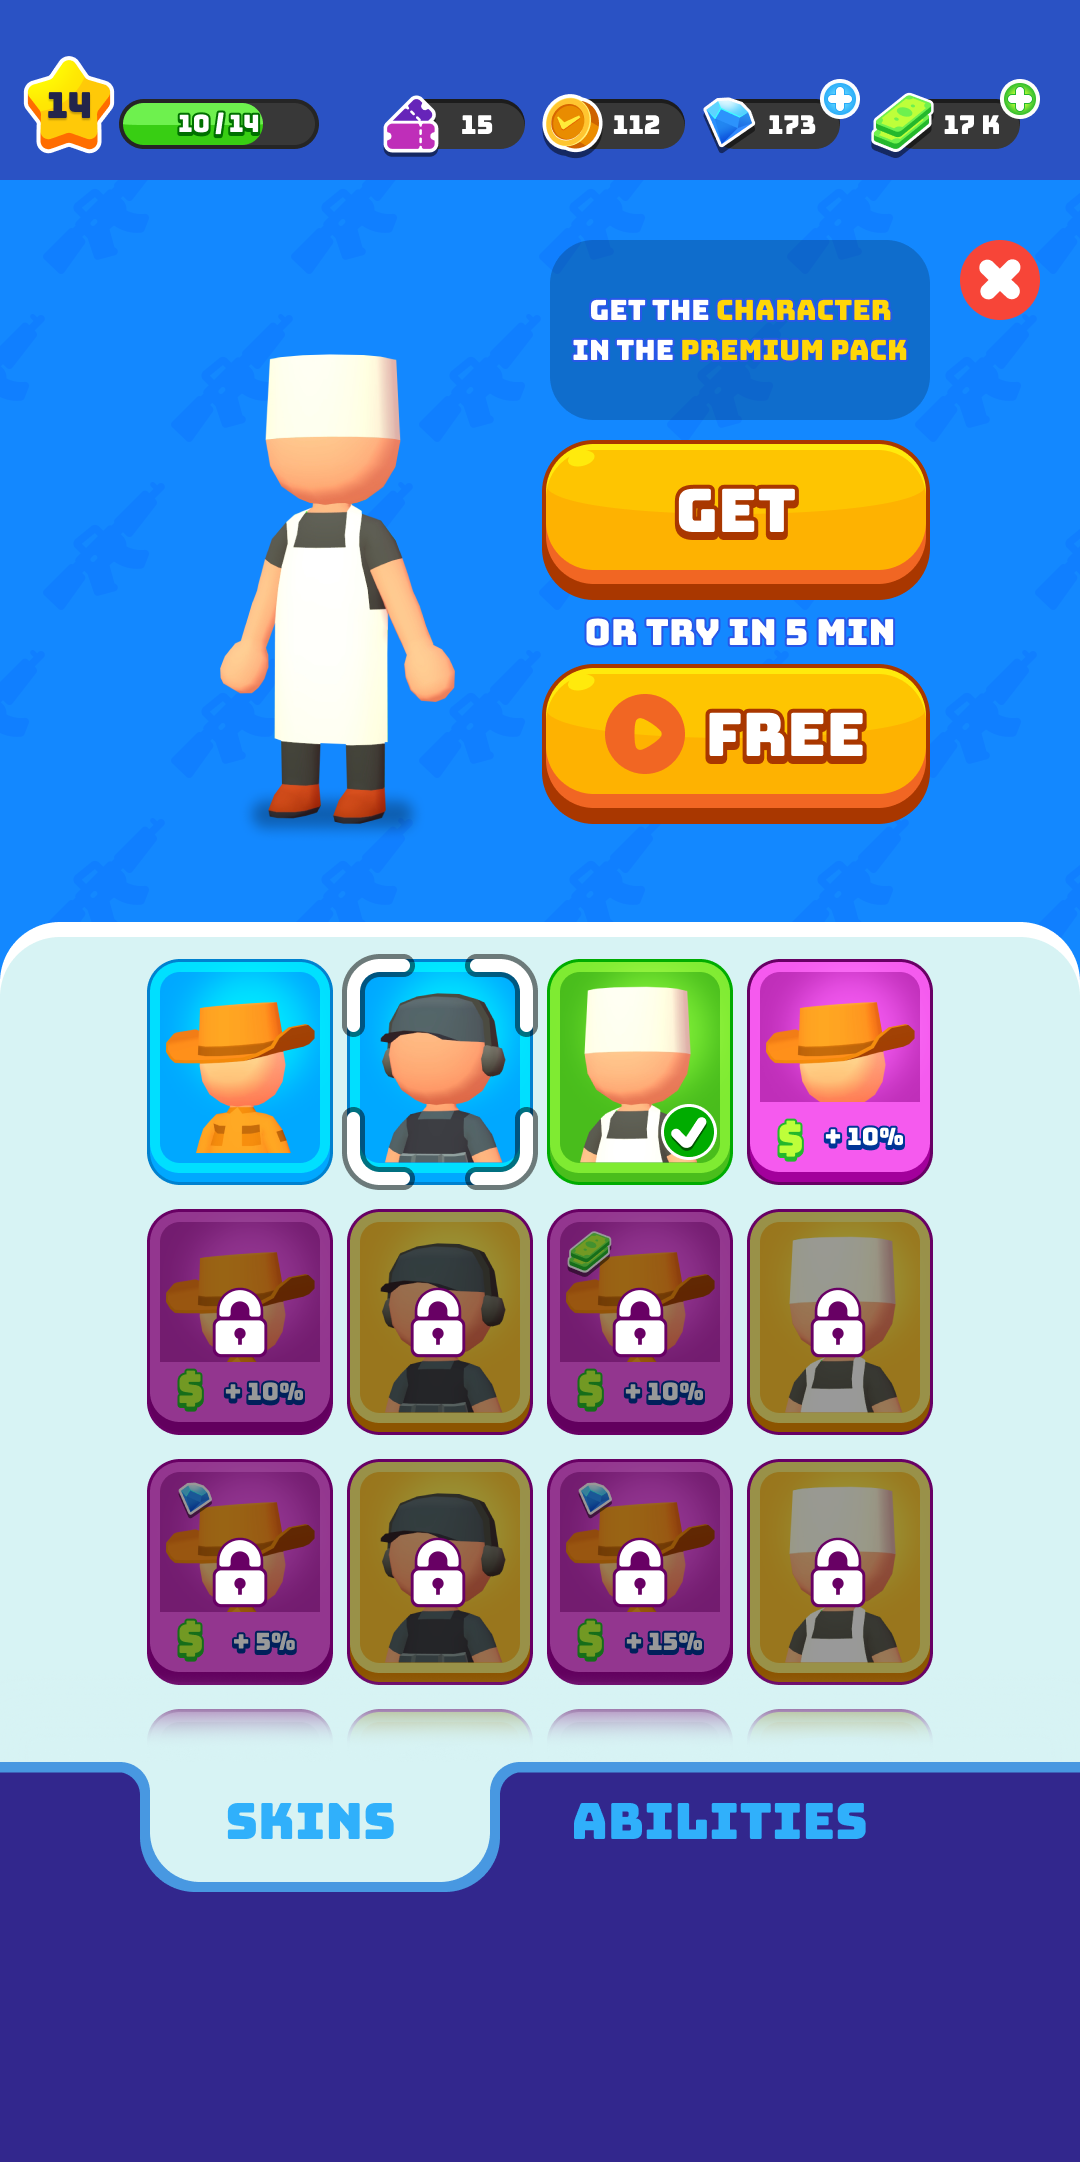 14
10/14
15
112
173
17 K
GET THE CHARACTER
IN THE PREMIUM PACK
GET
OR TRY IN 5 MIN
FREE
$ +10%
$ +10%
$ +10%
$ +5%
$ +15%
SKINS
ABILITIES